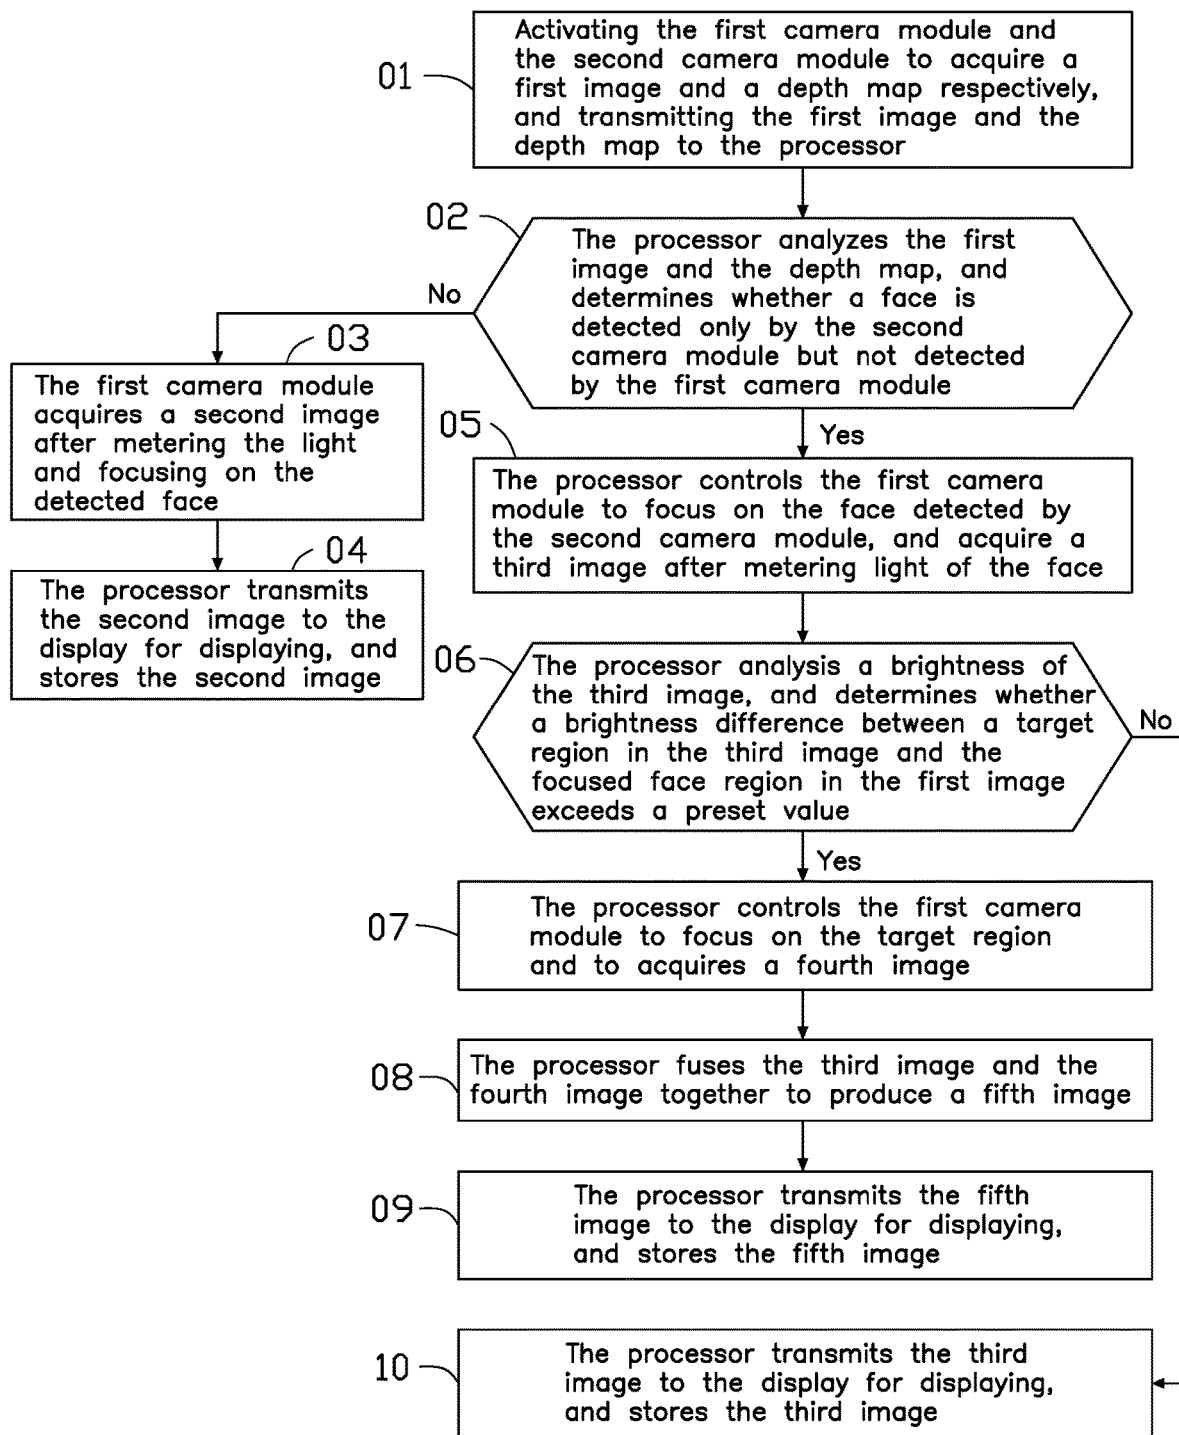 01
Activating the first camera module and
the second camera module to acquire a
first image and a depth map respectively,
and transmitting the first image and the
depth map to the processor
02
The processor analyzes the first
image and the depth map, and
determines whether a face is
detected only by the second
camera module but not detected
by the first camera module
No
03
The first camera module
acquires a second image
after metering the light
and focusing on the
detected face
04
The processor transmits
the second image to the
display for displaying, and
stores the second image
Yes
05
The processor controls the first camera
module to focus on the face detected by
the second camera module, and acquire a
third image after metering light of the face
06
The processor analysis a brightness of
the third image, and determines whether
a brightness difference between a target
region in the third image and the
focused face region in the first image
exceeds a preset value
No
Yes
07
The processor controls the first camera
module to focus on the target region
and to acquires a fourth image
08
The processor fuses the third image and the
fourth image together to produce a fifth image
09
The processor transmits the fifth
image to the display for displaying,
and stores the fifth image
10
The processor transmits the third
image to the display for displaying,
and stores the third image